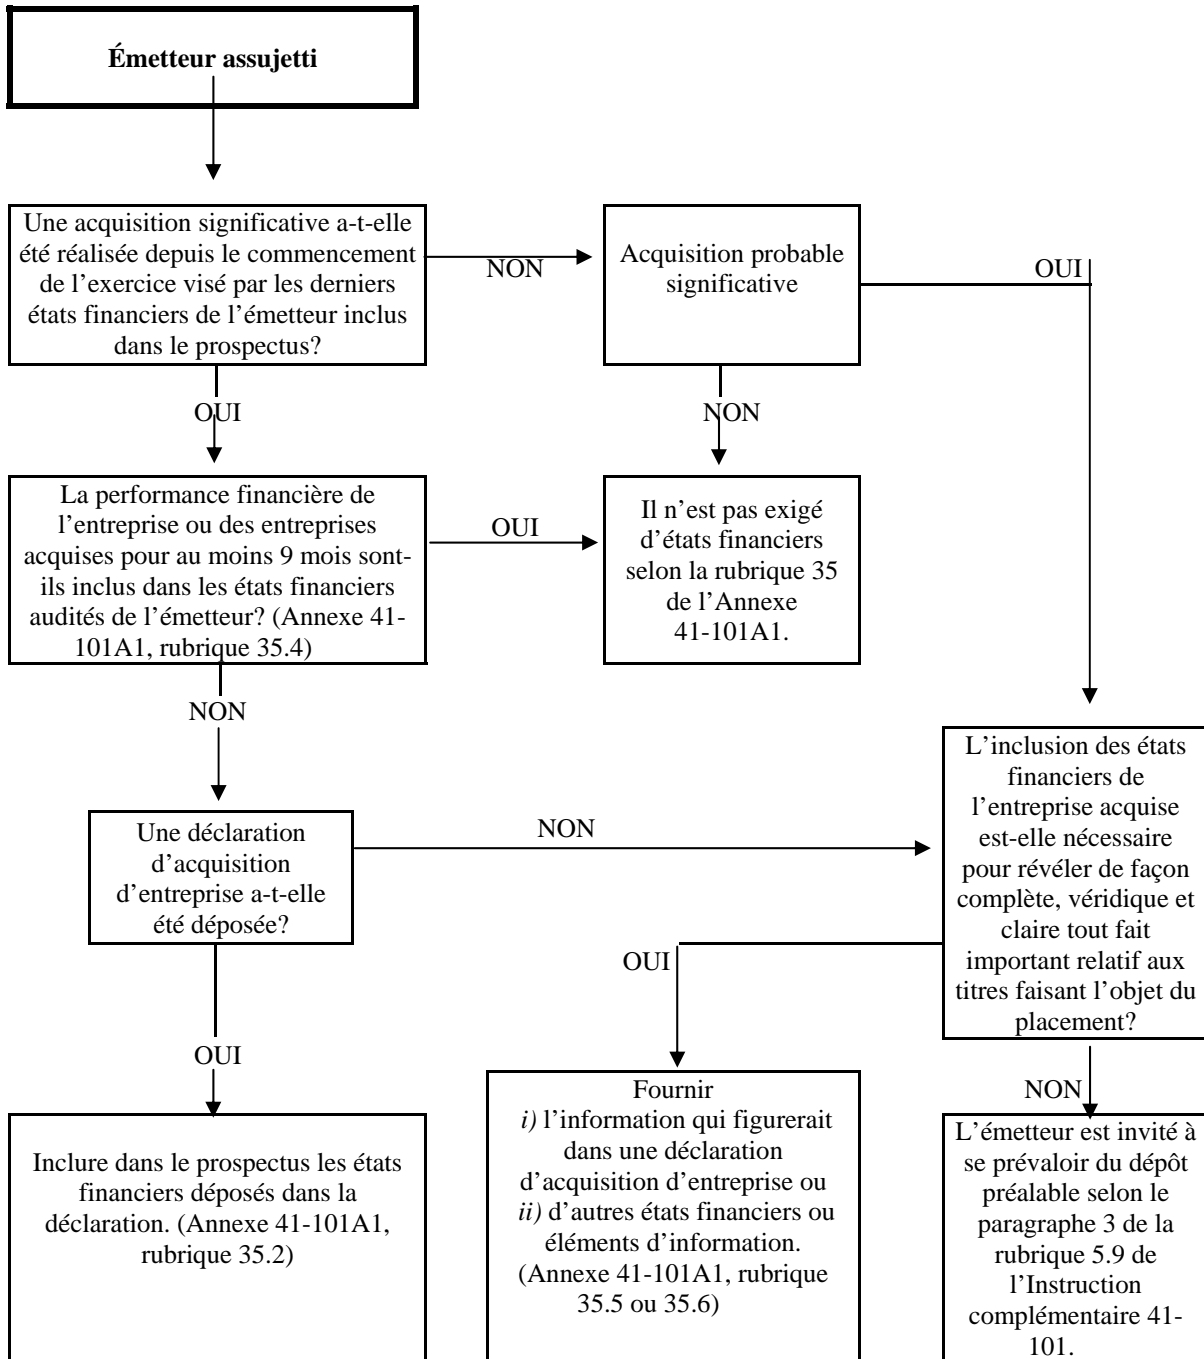 Émetteur assujetti
Une acquisition significative a-t-elle
été réalisée depuis le commencement
de l’exercice visé par les derniers
états financiers de l’émetteur inclus
dans le prospectus?
NON
Acquisition probable
significative
OUI
OUI
NON
La performance financière de
l’entreprise ou des entreprises
acquises pour au moins 9 mois sont-
ils inclus dans les états financiers
audités de l’émetteur? (Annexe 41-
101A1, rubrique 35.4)
OUI
Il n’est pas exigé
d’états financiers
selon la rubrique 35
de l’Annexe
41-101A1.
NON
Une déclaration
d’acquisition
d’entreprise a-t-elle
été déposée?
NON
L’inclusion des états
financiers de
l’entreprise acquise
est-elle nécessaire
pour révéler de façon
complète, véridique et
claire tout fait
important relatif aux
titres faisant l’objet du
placement?
OUI
OUI
NON
Inclure dans le prospectus les états
financiers déposés dans la
déclaration. (Annexe 41-101A1,
rubrique 35.2)
Fournir
i) l’information qui figurerait
dans une déclaration
d’acquisition d’entreprise ou
ii) d’autres états financiers ou
éléments d’information.
(Annexe 41-101A1, rubrique
35.5 ou 35.6)
L’émetteur est invité à
se prévaloir du dépôt
préalable selon le
paragraphe 3 de la
rubrique 5.9 de
l’Instruction
complémentaire 41-
101.